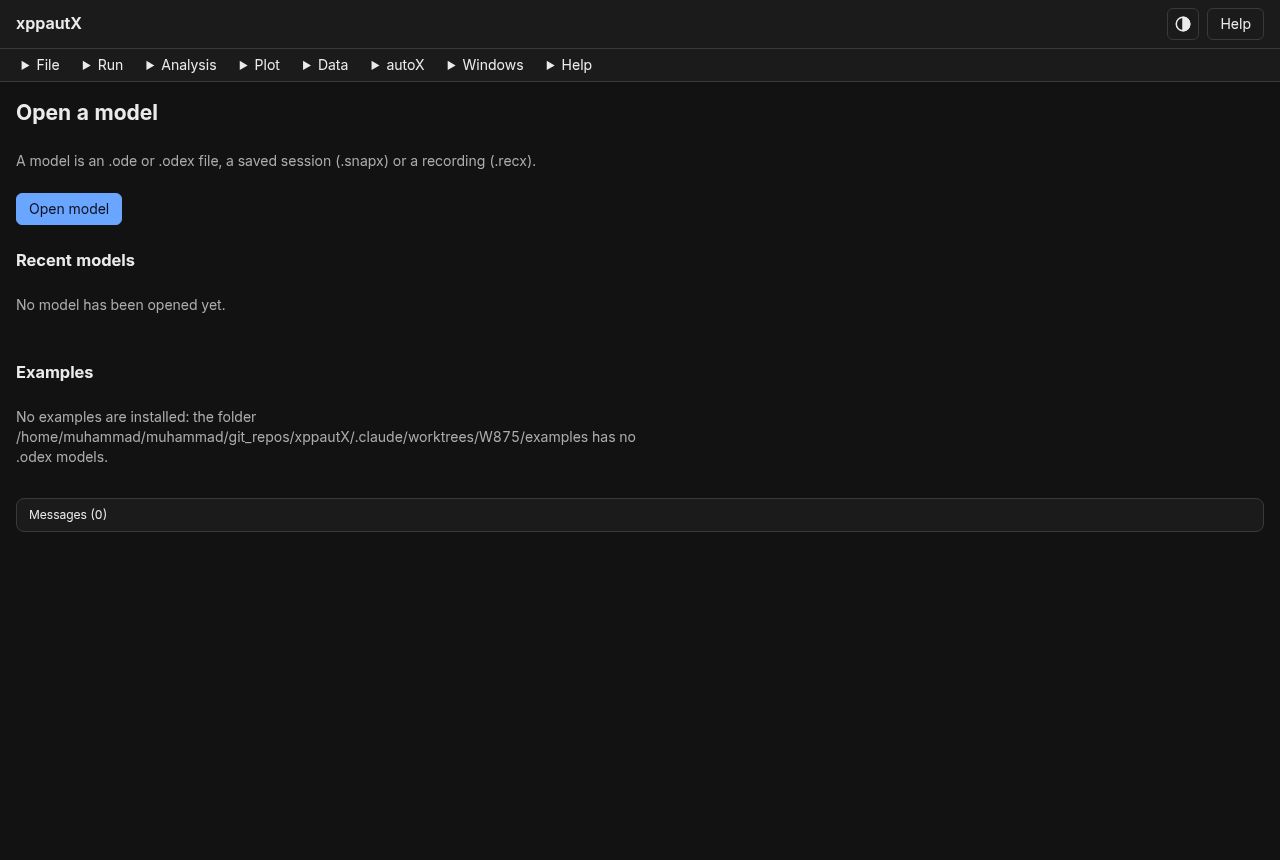 xppautX
Help
File Run Analysis Plot Data autoX Windows Help
Open a model
A model is an .ode or .odex file, a saved session (.snapx) or a recording (.recx).
Open model
Recent models
No model has been opened yet.
Examples
No examples are installed: the folder
/home/muhammad/muhammad/git_repos/xppautX/.claude/worktrees/W875/examples has no
.odex models.
Messages (0)